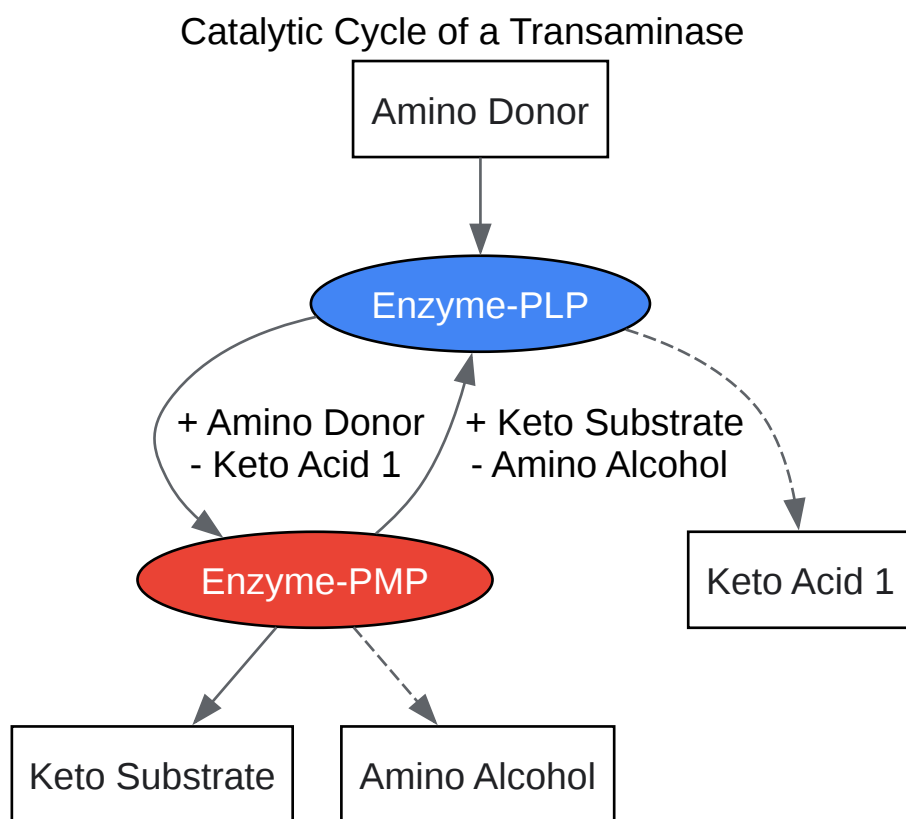 Catalytic Cycle of a Transaminase
Amino Donor
Enzyme-PLP
+ Amino Donor
- Keto Acid 1
+ Keto Substrate
- Amino Alcohol
Enzyme-PMP
Keto Acid 1
Keto Substrate
Amino Alcohol